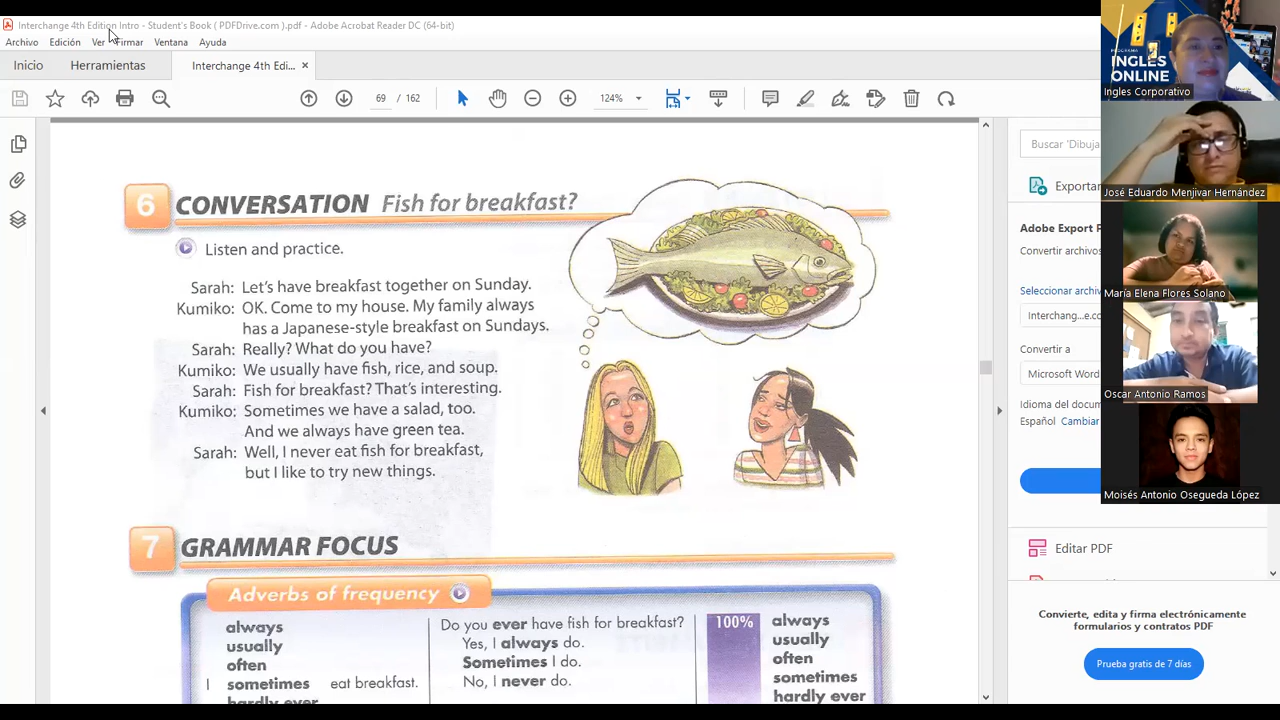 Interchange 4th Edition Intro - Student's Book ( PDFDrive.com ).pdf - Adobe Acrobat Reader DC (64-bit)
Archivo Edición Ver Firmar Ventana Ayuda
Inicio Herramientas Interchange 4th Edi... ×
69 / 162 124%
6 CONVERSATION Fish for breakfast?
Listen and practice.
Sarah: Let's have breakfast together on Sunday.
Kumiko: OK. Come to my house. My family always
has a Japanese-style breakfast on Sundays.
Sarah: Really? What do you have?
Kumiko: We usually have fish, rice, and soup.
Sarah: Fish for breakfast? That's interesting.
Kumiko: Sometimes we have a salad, too.
And we always have green tea.
Sarah: Well, I never eat fish for breakfast,
but I like to try new things.
7 GRAMMAR FOCUS
Adverbs of frequency
always
usually
often
I sometimes eat breakfast.
hardly ever
Do you ever have fish for breakfast?
Yes, I always do.
Sometimes I do.
No, I never do.
100% always
usually
often
sometimes
hardly ever
Buscar 'Dibuja
Exportar
Adobe Export P
Convertir archivos
Seleccionar archiv
Interchang...e.co
Convertir a
Microsoft Word
Idioma del docum
Español Cambiar
Editar PDF
Convierte, edita y firma electrónicamente
formularios y contratos PDF
Prueba gratis de 7 días
PROGRAMA
INGLÉS
ONLINE
Ingles Corporativo
José Eduardo Menjivar Hernández
María Elena Flores Solano
Oscar Antonio Ramos
Moisés Antonio Osegueda López